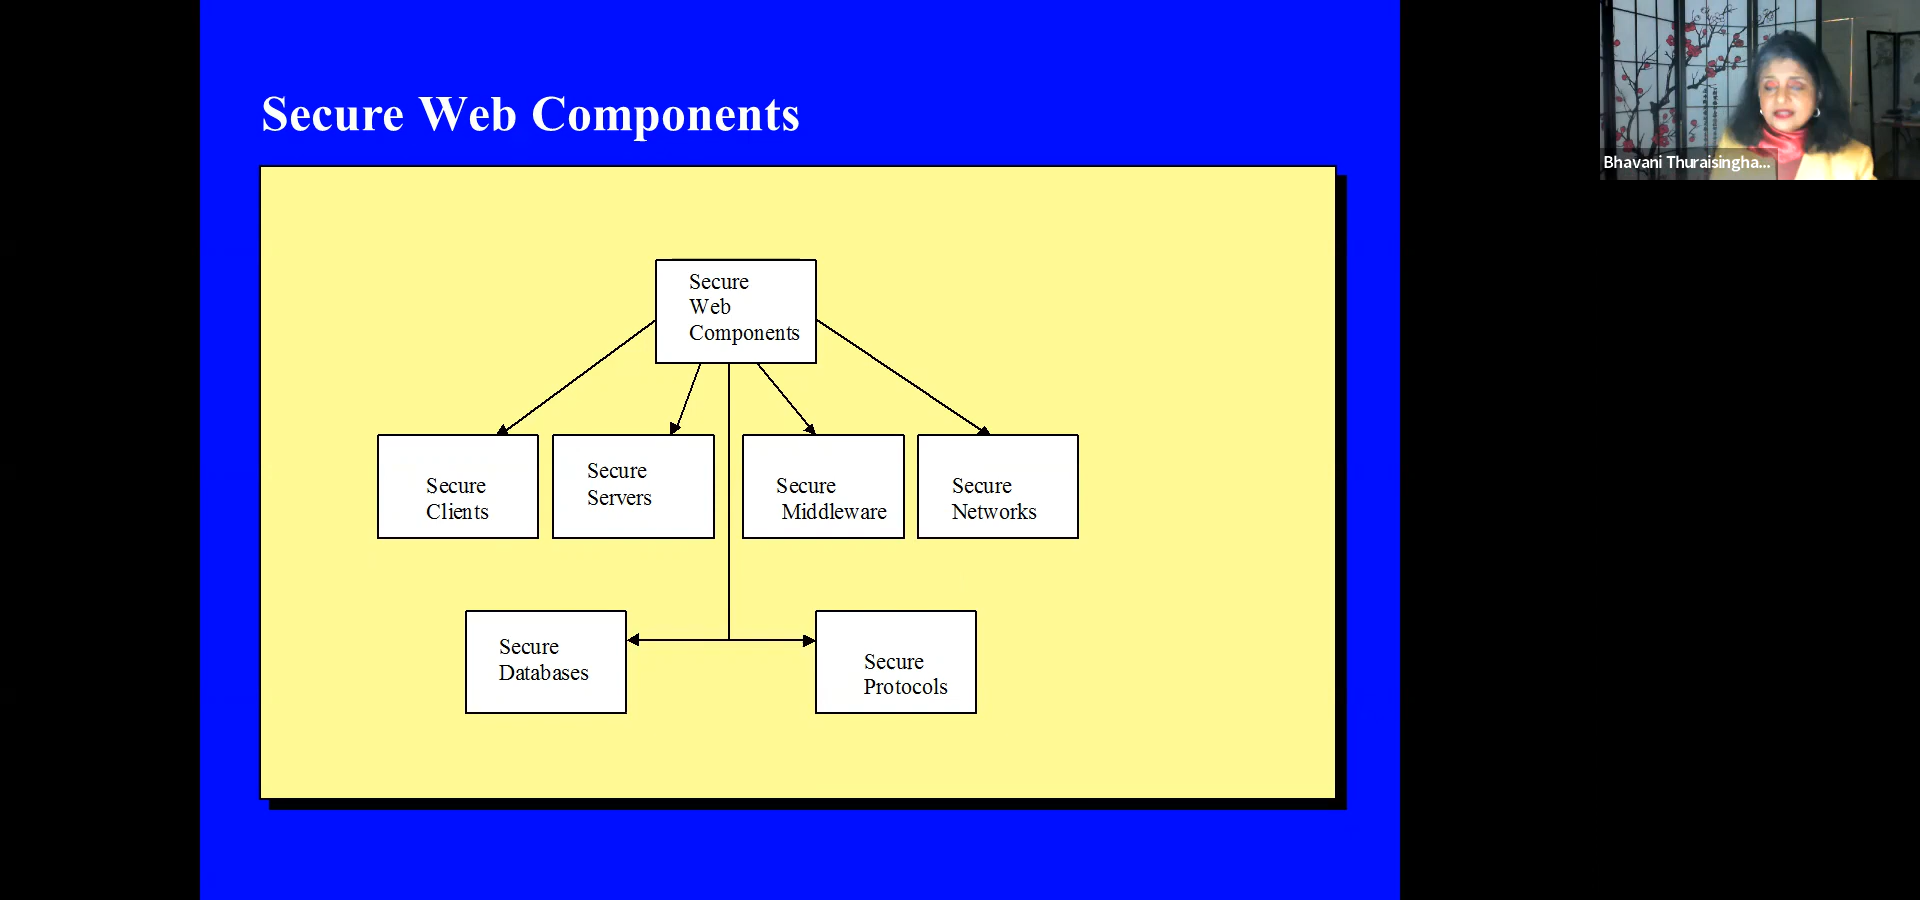 Secure Web Components
Bhavani Thuraisingha...
Secure
Web
Components
Secure
Clients
Secure
Servers
Secure
Middleware
Secure
Networks
Secure
Databases
Secure
Protocols